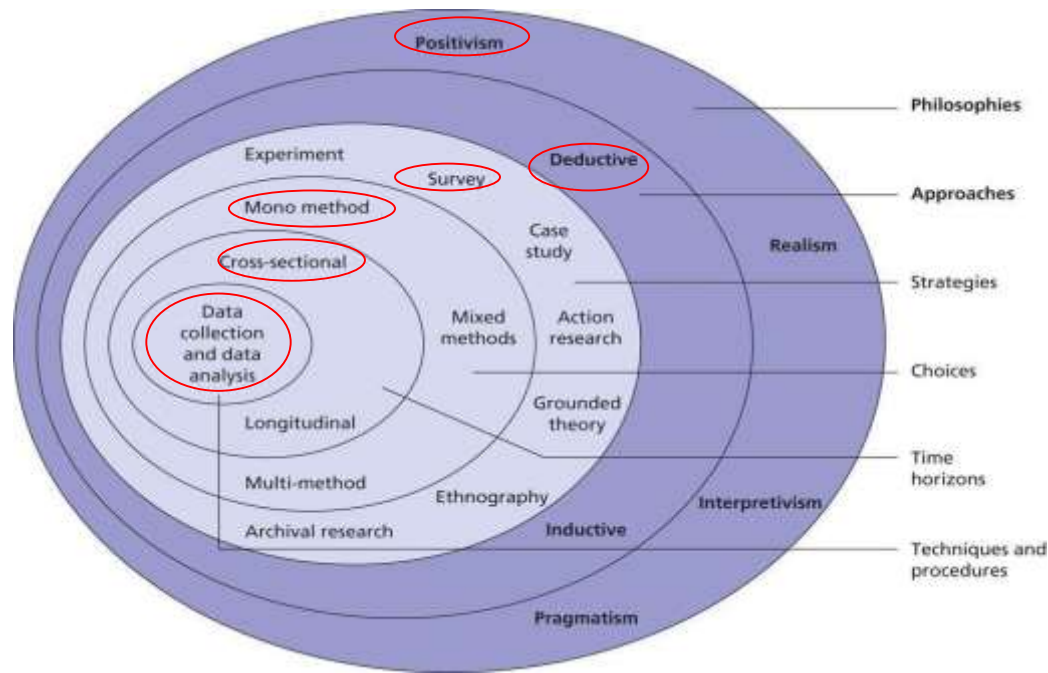 Positivism
Philosophies
Experiment
Deductive
Survey
Approaches
Mono method
Case
study
Realism
Cross-sectional
Strategies
Data
collection
and data
analysis
Mixed
methods
Action
research
Choices
Grounded
theory
Longitudinal
Time
horizons
Multi-method
Ethnography
Interpretivism
Archival research
Inductive
Techniques and
procedures
Pragmatism